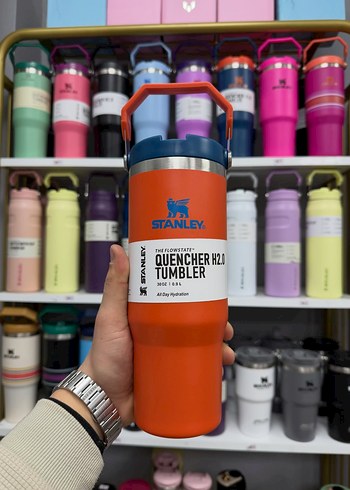 STANLEY
STANLEY
THE FLOWSTATE™
QUENCHER H2.0
TUMBLER
30 OZ | 0.9 L
All Day Hydration